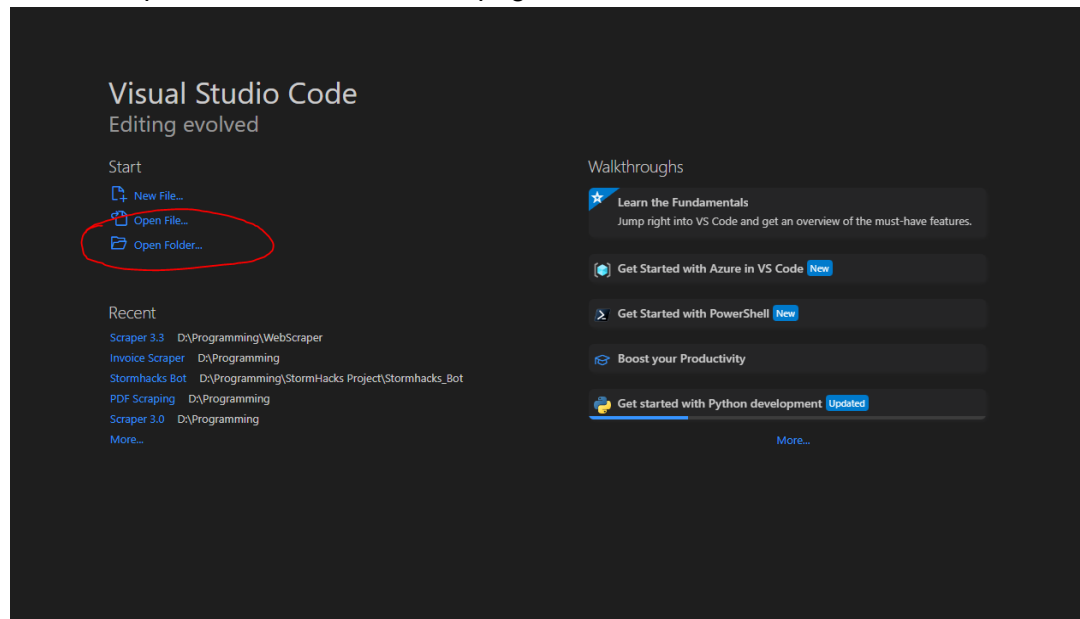 Visual Studio Code
Editing evolved
Start
New File...
Open File...
Open Folder...
Recent
Scraper 3.3 D:\Programming\WebScraper
Invoice Scraper D:\Programming
Stormhacks Bot D:\Programming\StormHacks Project\Stormhacks_Bot
PDF Scraping D:\Programming
Scraper 3.0 D:\Programming
More...
Walkthroughs
Learn the Fundamentals
Jump right into VS Code and get an overview of the must-have features.
Get Started with Azure in VS Code New
Get Started with PowerShell New
Boost your Productivity
Get started with Python development Updated
More...